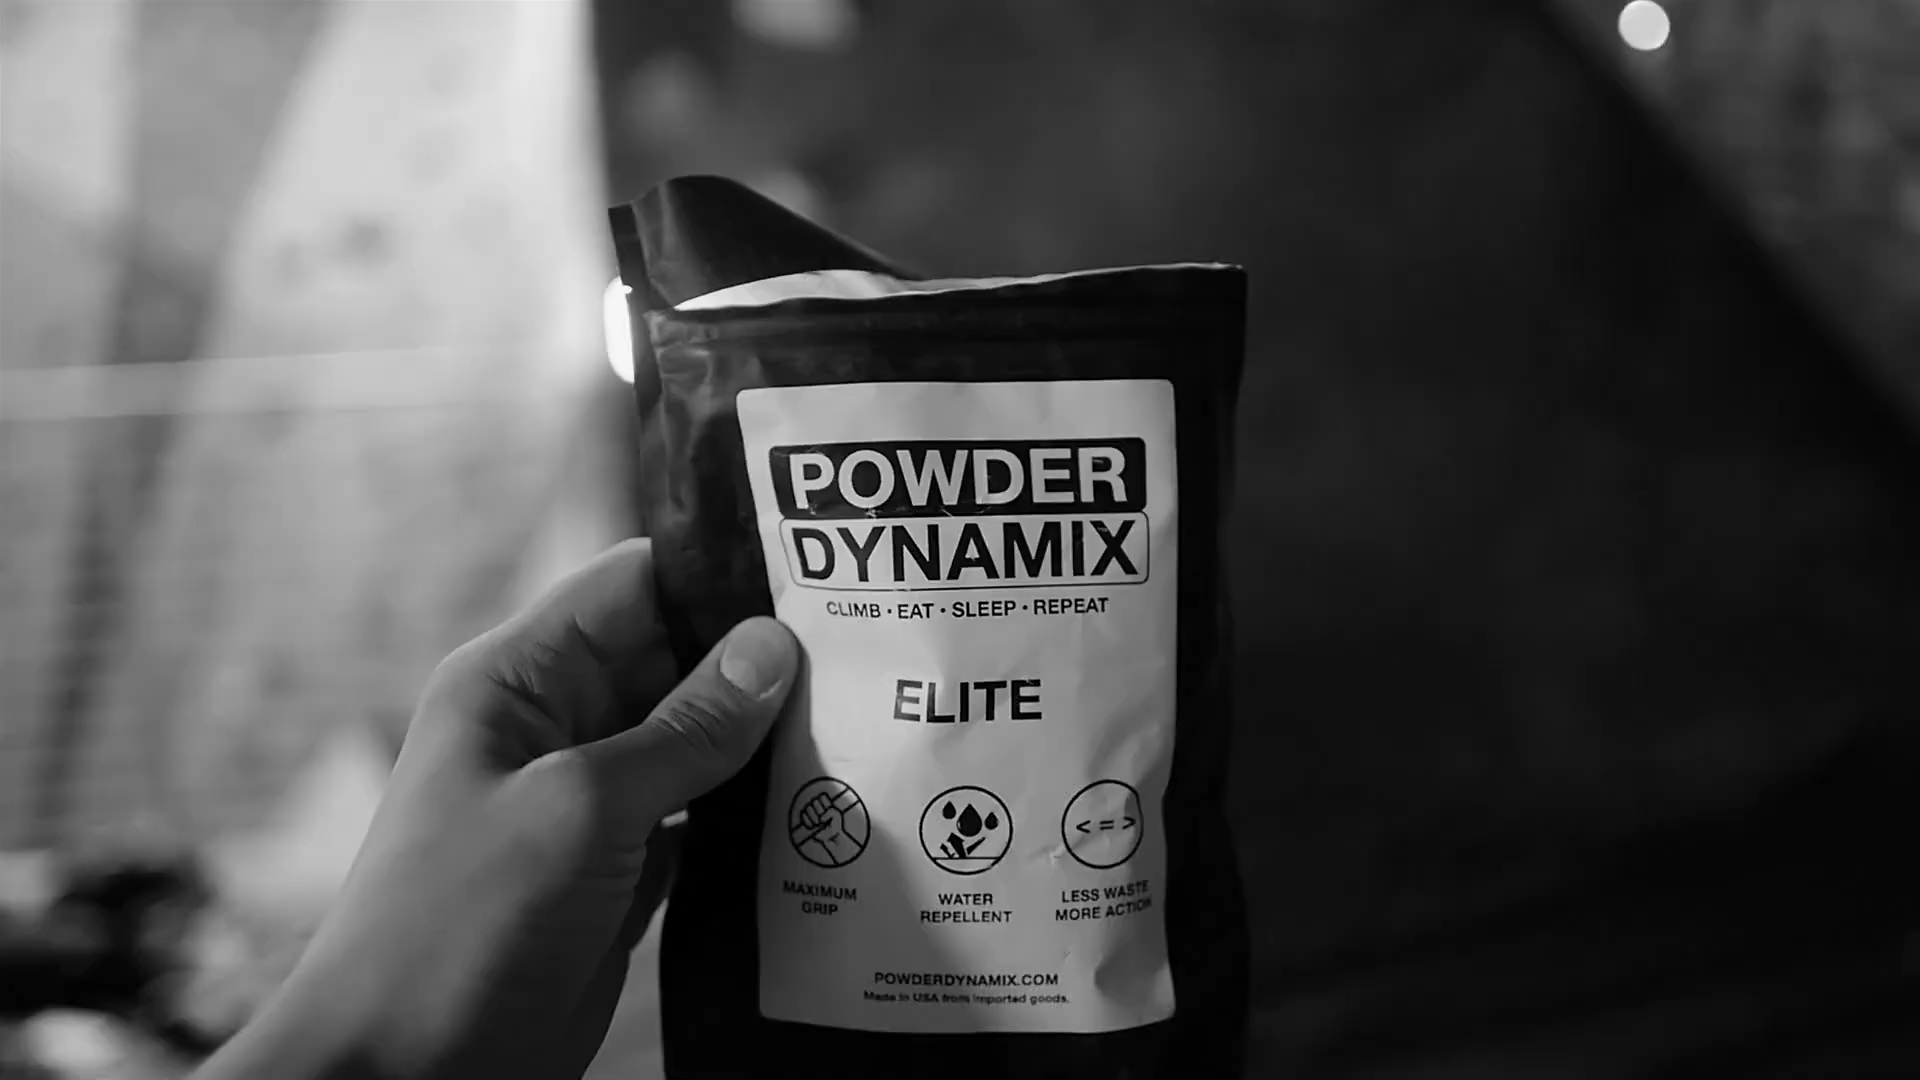 POWDER
DYNAMIX
CLIMB · EAT · SLEEP · REPEAT
ELITE
MAXIMUM
GRIP
WATER
REPELLENT
< = >
LESS WASTE
MORE ACTION
POWDERDYNAMIX.COM
Made in USA from imported goods.